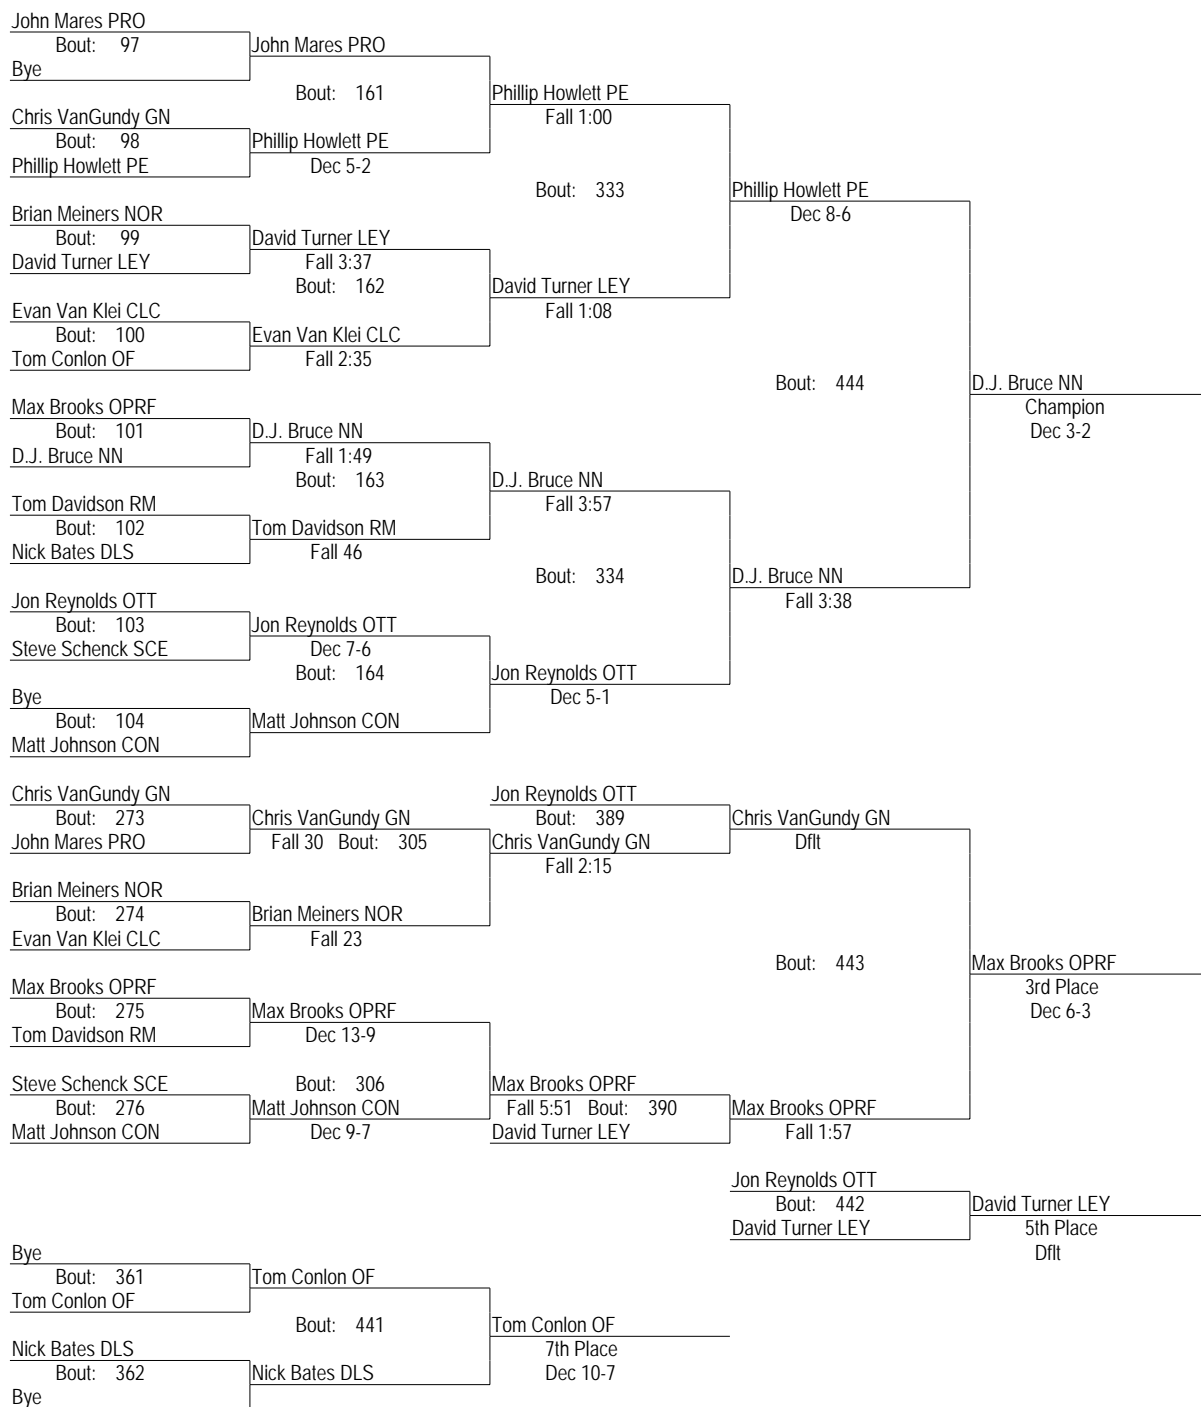 John Mares PRO
Bout: 97
John Mares PRO
Bye
Bout: 161
Phillip Howlett PE
Chris VanGundy GN
Fall 1:00
Bout: 98
Phillip Howlett PE
Phillip Howlett PE
Dec 5-2
Bout: 333
Phillip Howlett PE
Brian Meiners NOR
Dec 8-6
Bout: 99
David Turner LEY
David Turner LEY
Fall 3:37
Bout: 162
David Turner LEY
Evan Van Klei CLC
Fall 1:08
Bout: 100
Evan Van Klei CLC
Tom Conlon OF
Fall 2:35
Bout: 444
D.J. Bruce NN
Max Brooks OPRF
Champion
Bout: 101
D.J. Bruce NN
Dec 3-2
D.J. Bruce NN
Fall 1:49
Bout: 163
D.J. Bruce NN
Tom Davidson RM
Fall 3:57
Bout: 102
Tom Davidson RM
Nick Bates DLS
Fall 46
Bout: 334
D.J. Bruce NN
Jon Reynolds OTT
Fall 3:38
Bout: 103
Jon Reynolds OTT
Steve Schenck SCE
Dec 7-6
Bout: 164
Jon Reynolds OTT
Bye
Dec 5-1
Bout: 104
Matt Johnson CON
Matt Johnson CON
Chris VanGundy GN
Jon Reynolds OTT
Bout: 273
Chris VanGundy GN
Bout: 389
Chris VanGundy GN
John Mares PRO
Fall 30 Bout: 305
Chris VanGundy GN
Dflt
Fall 2:15
Brian Meiners NOR
Bout: 274
Brian Meiners NOR
Evan Van Klei CLC
Fall 23
Bout: 443
Max Brooks OPRF
Max Brooks OPRF
3rd Place
Bout: 275
Max Brooks OPRF
Dec 6-3
Tom Davidson RM
Dec 13-9
Steve Schenck SCE
Bout: 306
Max Brooks OPRF
Bout: 276
Matt Johnson CON
Fall 5:51 Bout: 390
Max Brooks OPRF
Matt Johnson CON
Dec 9-7
David Turner LEY
Fall 1:57
Jon Reynolds OTT
Bout: 442
David Turner LEY
David Turner LEY
5th Place
Bye
Dflt
Bout: 361
Tom Conlon OF
Tom Conlon OF
Bout: 441
Tom Conlon OF
Nick Bates DLS
7th Place
Bout: 362
Nick Bates DLS
Dec 10-7
Bye